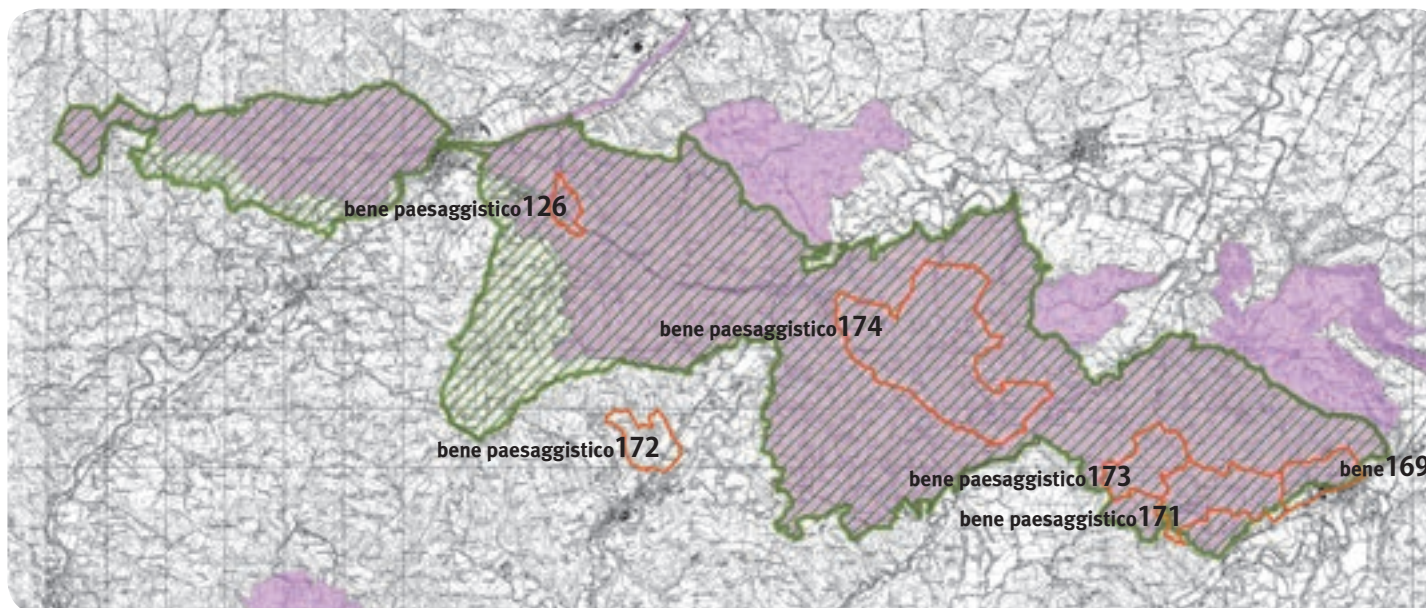 bene paesaggistico126
bene paesaggistico174
bene paesaggistico172
bene169
bene paesaggistico173
bene paesaggistico171